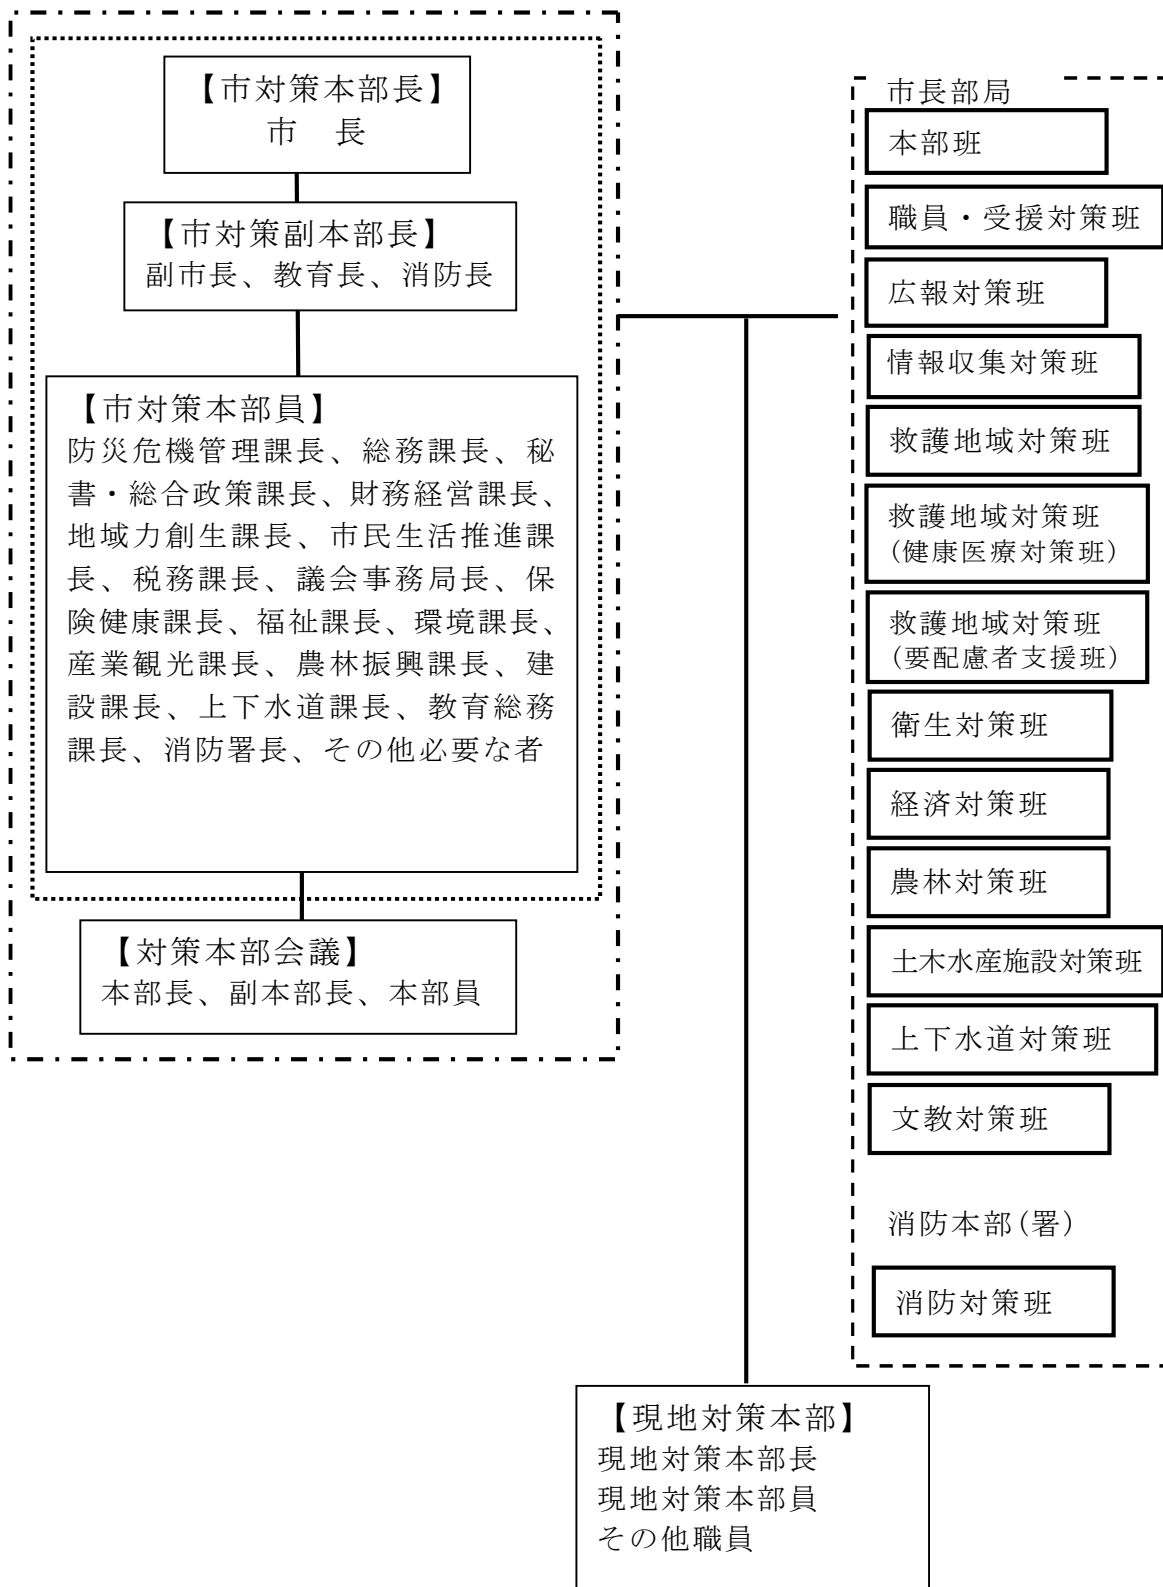 【市対策本部長】
市　長
【市対策副本部長】
副市長、教育長、消防長
【市対策本部員】
防災危機管理課長、総務課長、秘
書・総合政策課長、財務経営課長、
地域力創生課長、市民生活推進課
長、税務課長、議会事務局長、保
険健康課長、福祉課長、環境課長、
産業観光課長、農林振興課長、建
設課長、上下水道課長、教育総務
課長、消防署長、その他必要な者
【対策本部会議】
本部長、副本部長、本部員
市長部局
本部班
職員・受援対策班
広報対策班
情報収集対策班
救護地域対策班
救護地域対策班
(健康医療対策班)
救護地域対策班
(要配慮者支援班)
衛生対策班
経済対策班
農林対策班
土木水産施設対策班
上下水道対策班
文教対策班
消防本部(署)
消防対策班
【現地対策本部】
現地対策本部長
現地対策本部員
その他職員